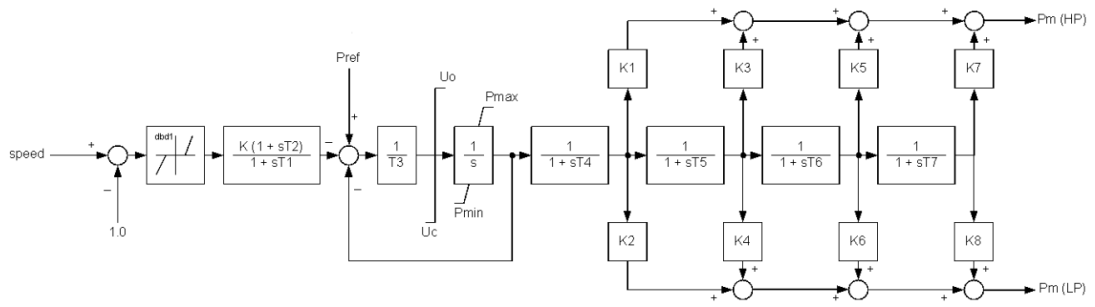 + + + + Pm (HP)
+ + +
Pref
K1 K3 K5 K7
Uo
Pmax
dbd1
+
+ K (1 + sT2) − 1 1 1 1 1 1
speed
1 + sT1 T3 s 1 + sT4 1 + sT5 1 + sT6 1 + sT7
−
−
Pmin
1.0
Uc
K2 K4 K6 K8
+ + +
+ + + Pm (LP)